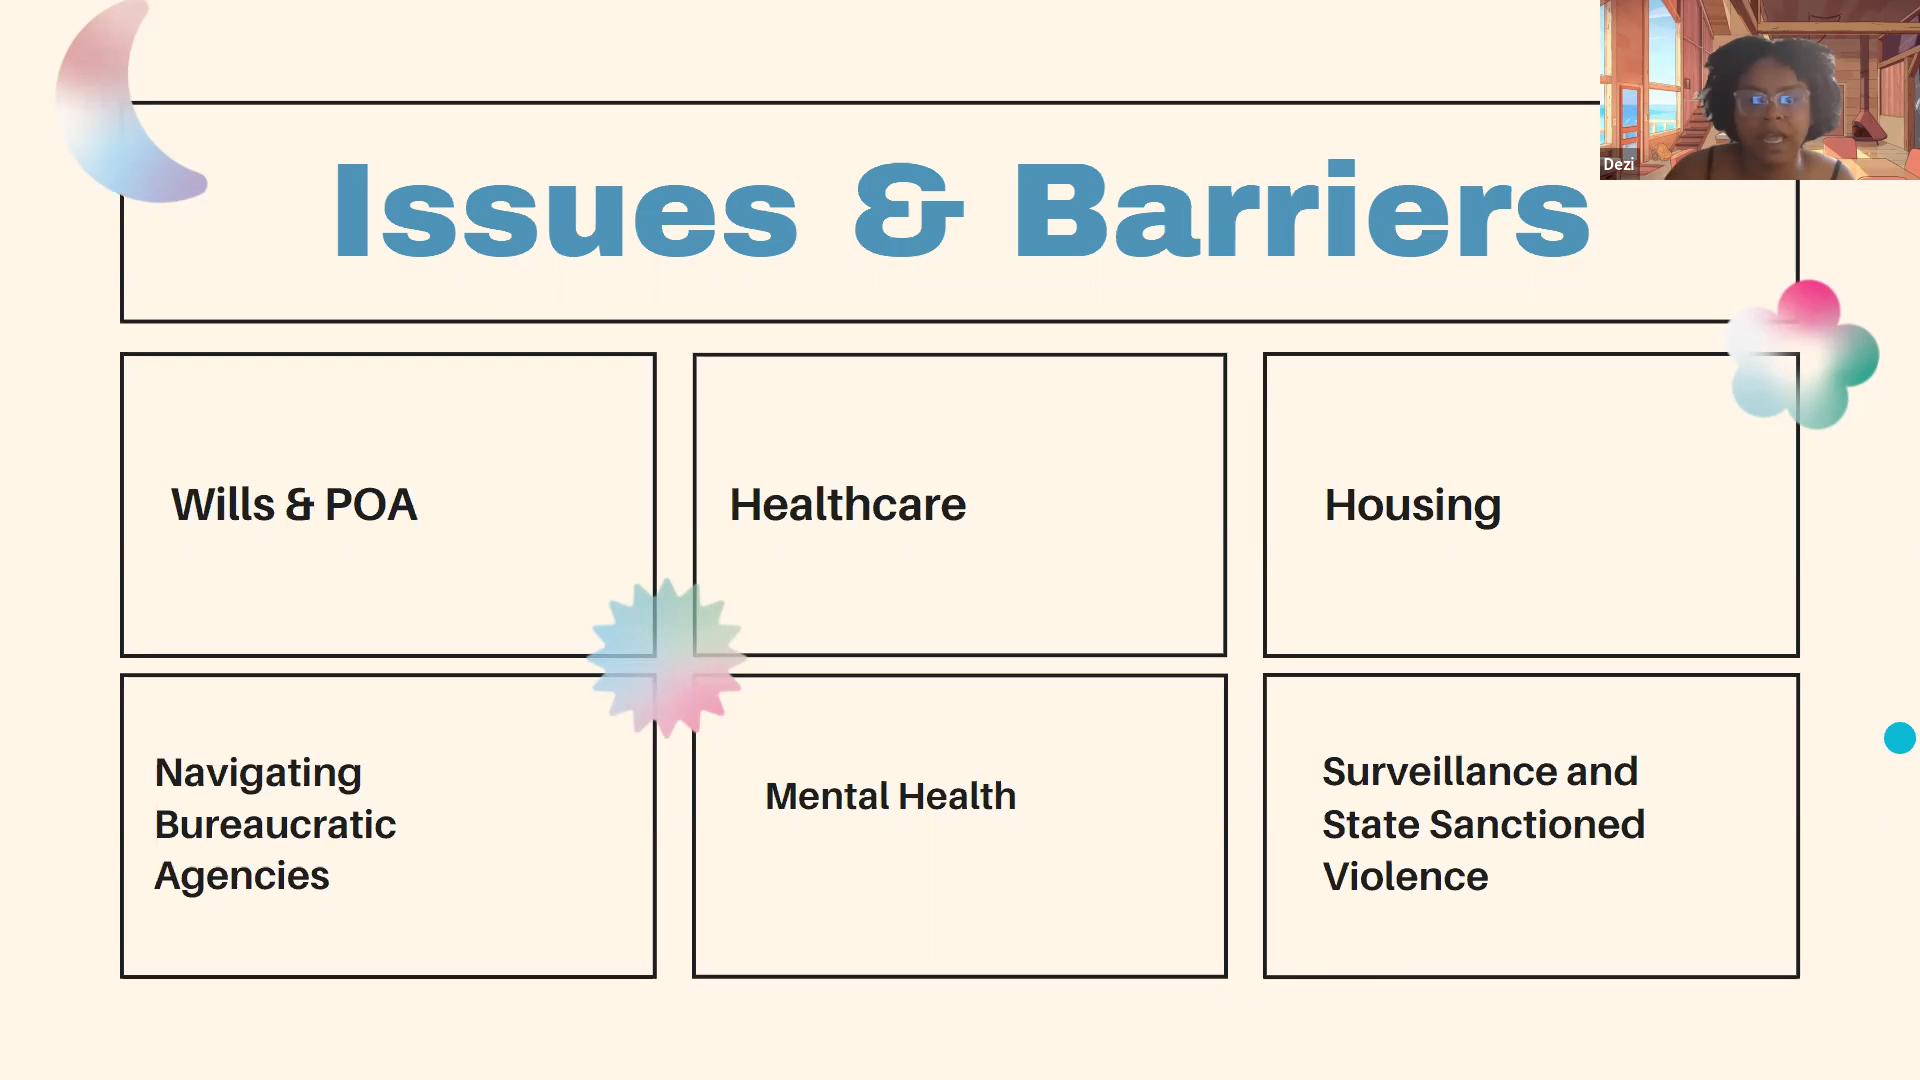 Issues & Barriers
Dezi
Wills & POA
Healthcare
Housing
Navigating
Bureaucratic
Agencies
Mental Health
Surveillance and
State Sanctioned
Violence